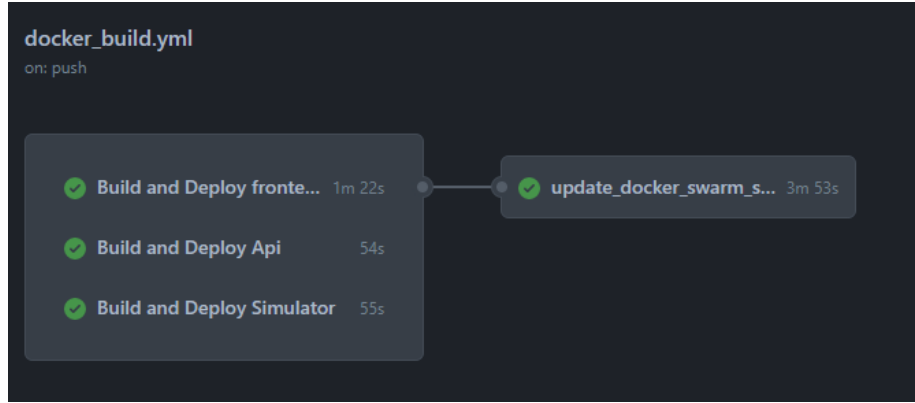 docker_build.yml
on: push
Build and Deploy fronte... 1m 22s
update_docker_swarm_s... 3m 53s
Build and Deploy Api 54s
Build and Deploy Simulator 55s